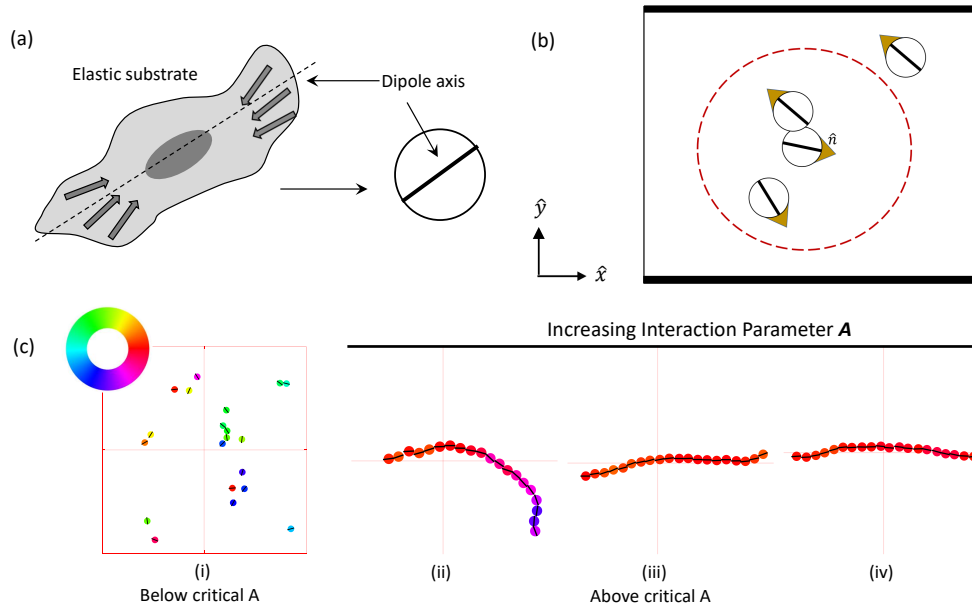 (a)
Elastic substrate
Dipole axis
(b)
n̂
ŷ
x̂
(c)
Increasing Interaction Parameter A
(i)
(ii)
(iii)
(iv)
Below critical A
Above critical A